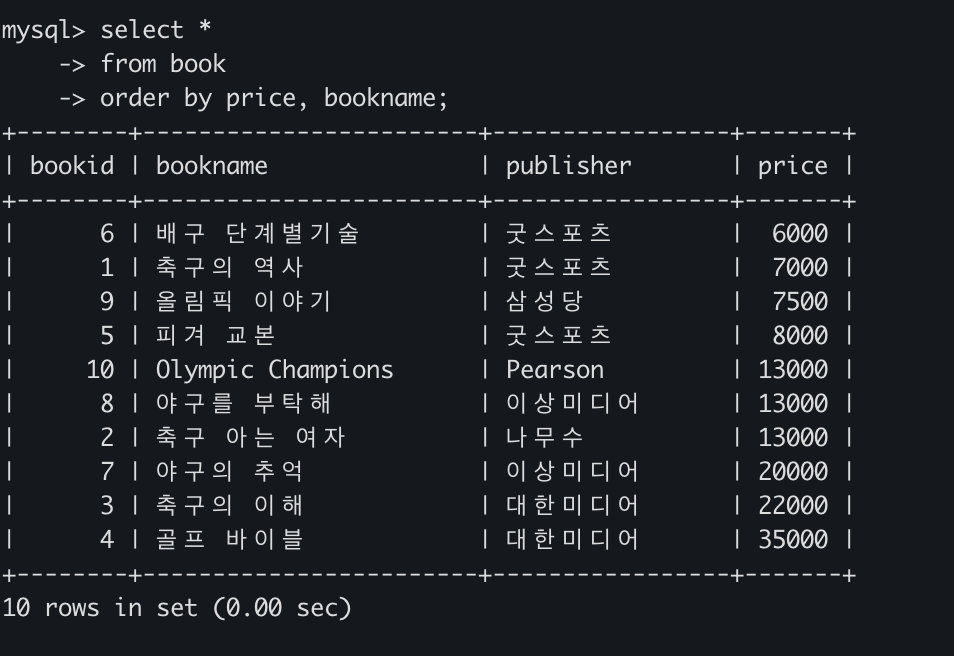 mysql> select *
    -> from book
    -> order by price, bookname;
+--------+------------------------+------------------+-------+
| bookid | bookname | publisher | price |
+--------+------------------------+------------------+-------+
| 6 | 배구 단계별기술 | 굿스포츠 | 6000 |
| 1 | 축구의 역사 | 굿스포츠 | 7000 |
| 9 | 올림픽 이야기 | 삼성당 | 7500 |
| 5 | 피겨 교본 | 굿스포츠 | 8000 |
| 10 | Olympic Champions | Pearson | 13000 |
| 8 | 야구를 부탁해 | 이상미디어 | 13000 |
| 2 | 축구 아는 여자 | 나무수 | 13000 |
| 7 | 야구의 추억 | 이상미디어 | 20000 |
| 3 | 축구의 이해 | 대한미디어 | 22000 |
| 4 | 골프 바이블 | 대한미디어 | 35000 |
+--------+------------------------+------------------+-------+
10 rows in set (0.00 sec)